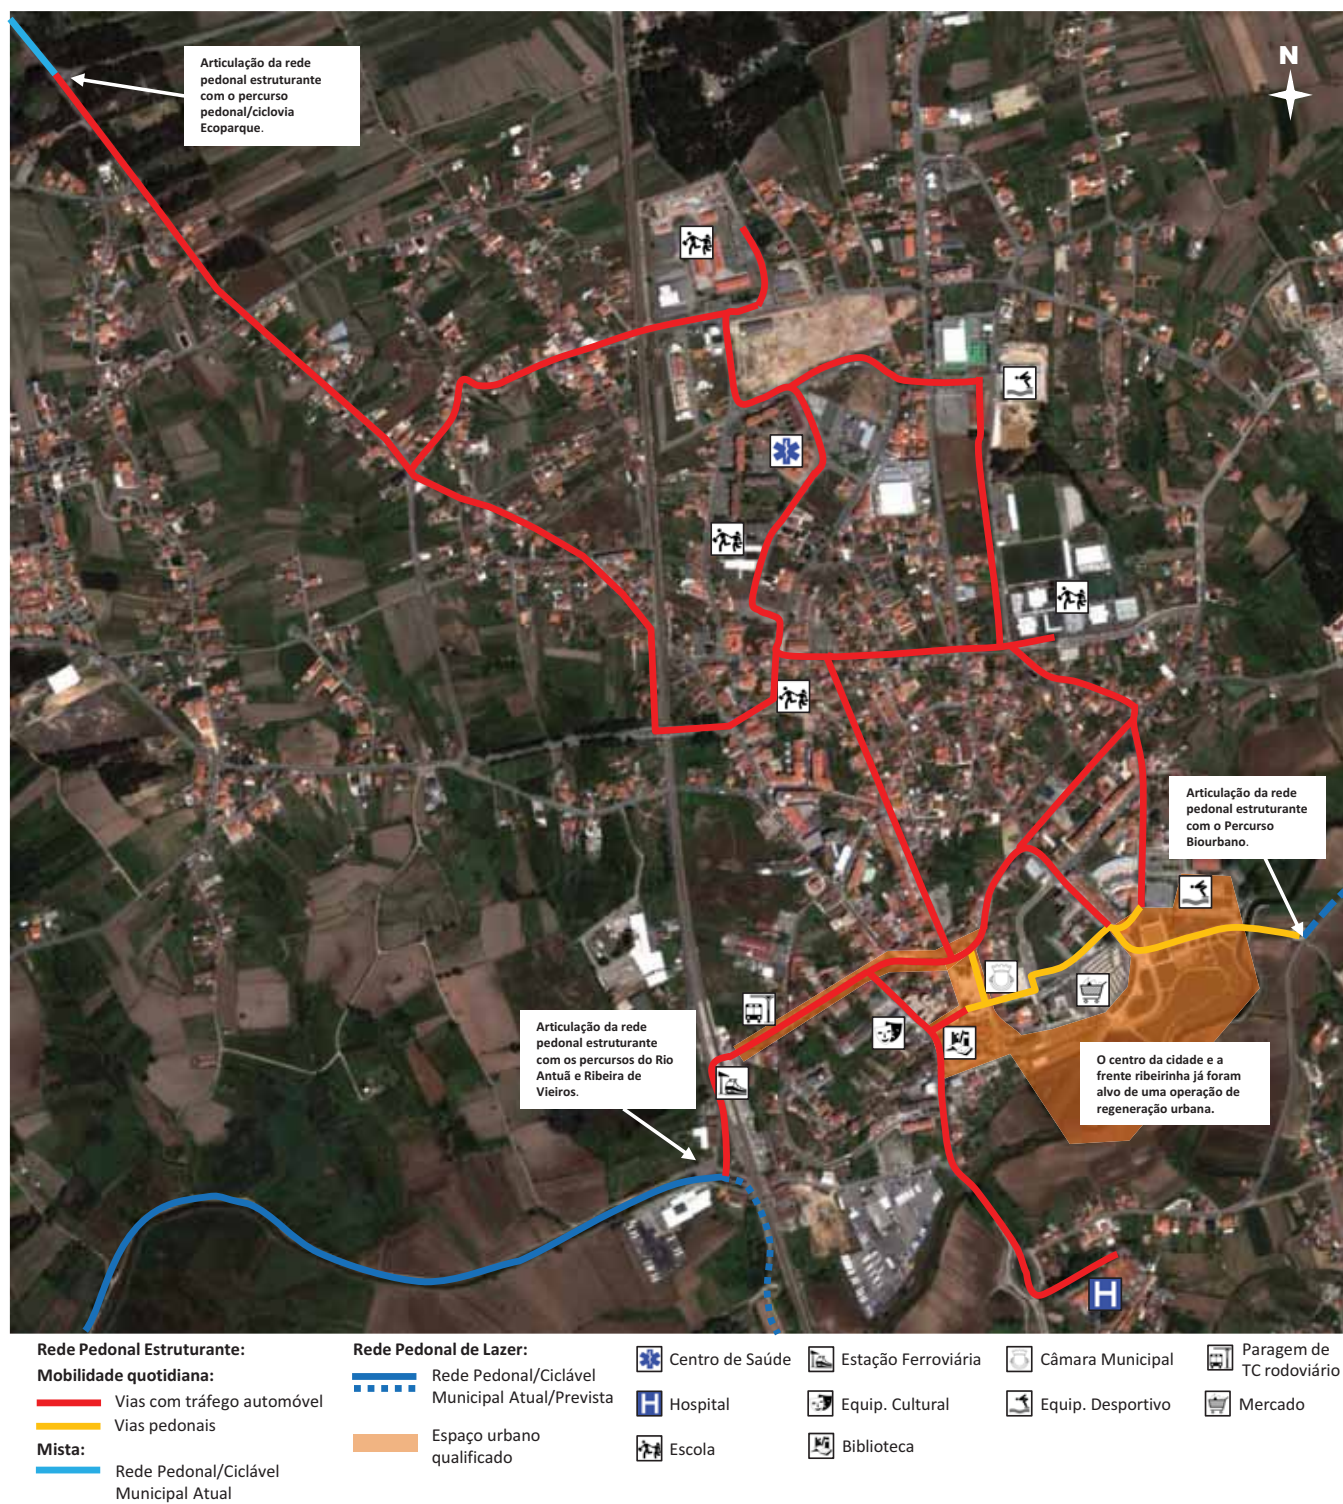 Articulação da rede
pedonal estruturante
com o percurso
pedonal/ciclovia
Ecoparque.
N
Articulação da rede
pedonal estruturante
com o Percurso
Biourbano.
Articulação da rede
pedonal estruturante
com os percursos do Rio
Antuã e Ribeira de
Vieiros.
O centro da cidade e a
frente ribeirinha já foram
alvo de uma operação de
regeneração urbana.
H
Rede Pedonal Estruturante:
Mobilidade quotidiana:
Vias com tráfego automóvel
Vias pedonais
Mista:
Rede Pedonal/Ciclável
Municipal Atual
Rede Pedonal de Lazer:
Rede Pedonal/Ciclável
Municipal Atual/Prevista
Espaço urbano
qualificado
Centro de Saúde
H Hospital
Escola
Estação Ferroviária
Equip. Cultural
Biblioteca
Câmara Municipal
Equip. Desportivo
Paragem de
TC rodoviário
Mercado